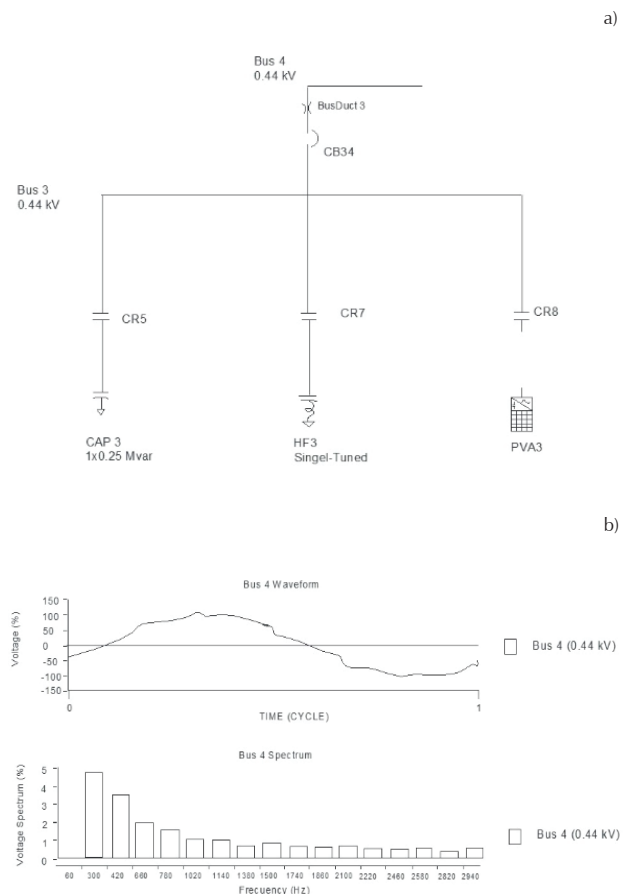 a)
Bus 4
0.44 kV
BusDuct 3
CB34
Bus 3
0.44 kV
CR5
CR7
CR8
CAP 3
1x0.25 Mvar
HF3
Singel-Tuned
PVA3
b)
Bus 4 Waveform
Voltage (%)
150
100
50
0
-50
-100
-150
0
1
TIME (CYCLE)
Bus 4 (0.44 kV)
Bus 4 Spectrum
Voltage Spectrum (%)
5
4
3
2
1
0
60 300 420 660 780 1020 1140 1380 1500 1740 1860 2100 2220 2460 2580 2820 2940
Frecuency (Hz)
Bus 4 (0.44 kV)